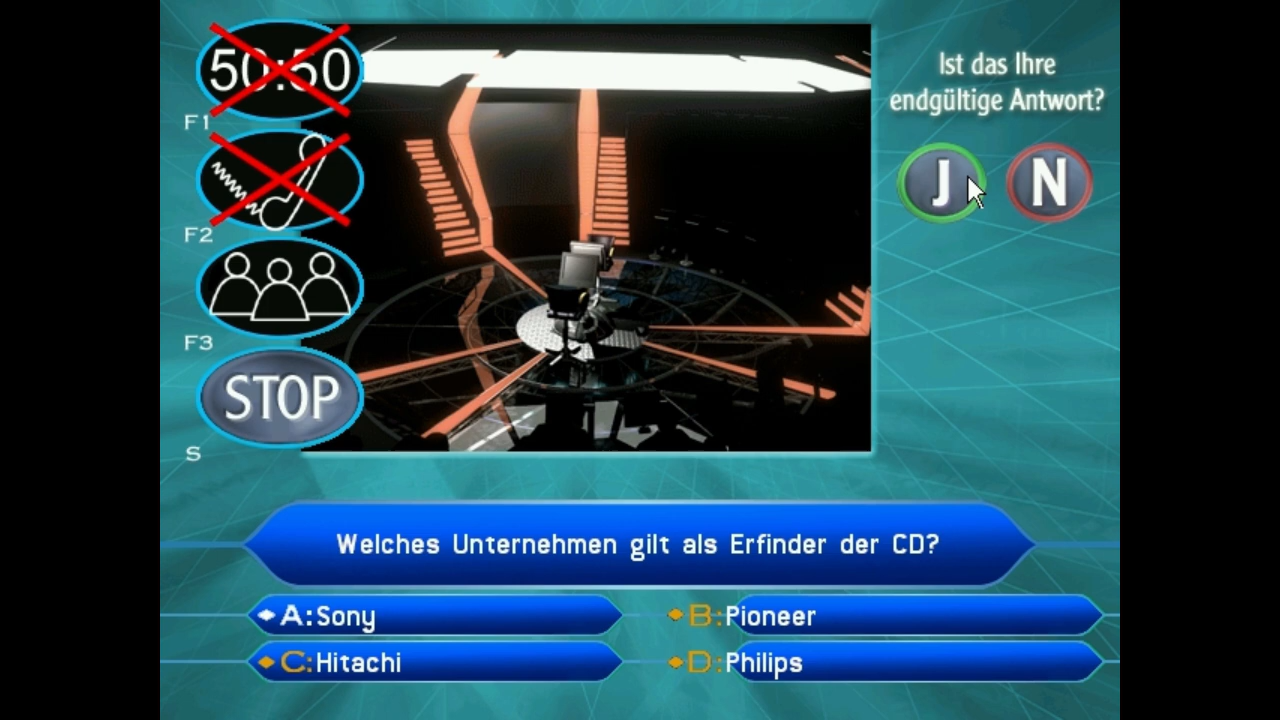 50:50
F1
F2
F3
STOP
S
Ist das Ihre
endgültige Antwort?
J N
Welches Unternehmen gilt als Erfinder der CD?
A: Sony
B: Pioneer
C: Hitachi
D: Philips